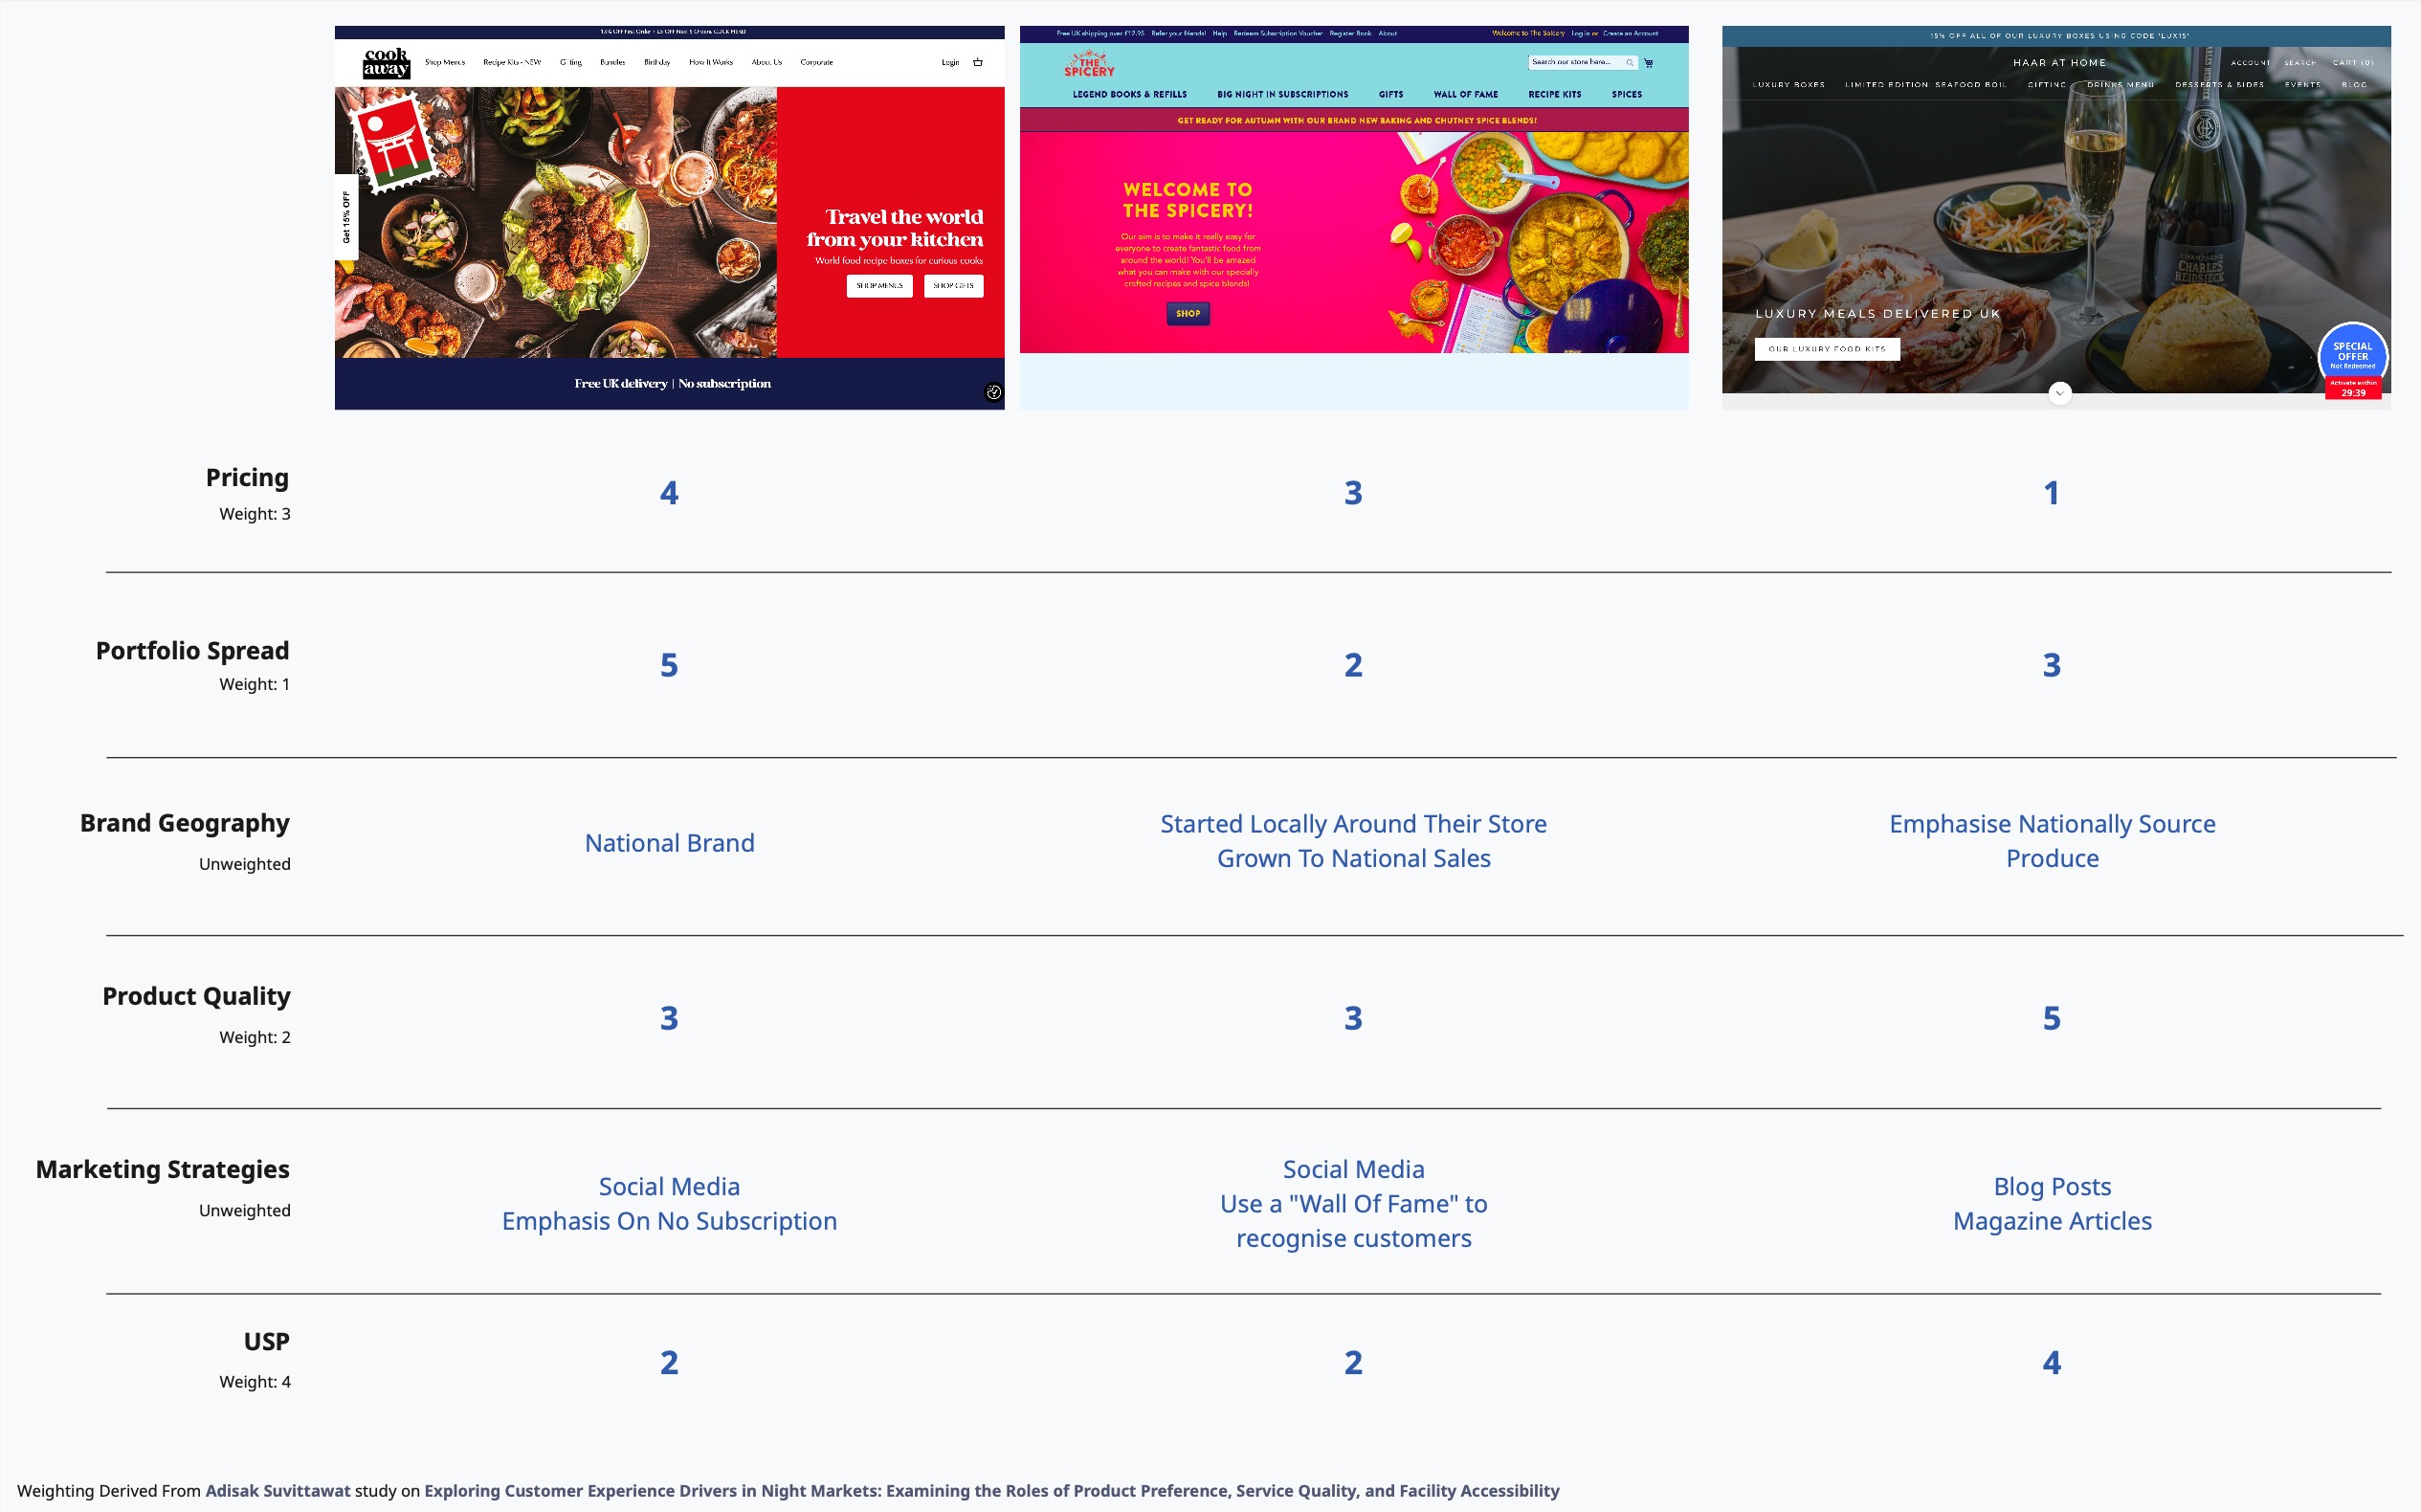 15% OFF First Order + £5 OFF Next 5 Orders. CLICK HERE!
cook
away
Shop Menus Recipe Kits - NEW Gifting Bundles Birthday How It Works About Us Corporate
Login
Get 15% OFF
Travel the world
from your kitchen
World food recipe boxes for curious cooks
SHOP MENUS SHOP GIFTS
Free UK delivery | No subscription
Free UK shipping over £12.95 Refer your friends! Help Redeem Subscription Voucher Register Book About
Welcome to The Spicery Log in or Create an Account
THE
SPICERY
Search our store here...
LEGEND BOOKS & REFILLS BIG NIGHT IN SUBSCRIPTIONS GIFTS WALL OF FAME RECIPE KITS SPICES
GET READY FOR AUTUMN WITH OUR BRAND NEW BAKING AND CHUTNEY SPICE BLENDS!
WELCOME TO
THE SPICERY!
Our aim is to make it really easy for
everyone to create fantastic food from
around the world! You'll be amazed
what you can make with our specially
crafted recipes and spice blends!
SHOP
15% OFF ALL OF OUR LUXURY BOXES USING CODE "LUX15"
HAAR AT HOME
ACCOUNT SEARCH CART (0)
LUXURY BOXES LIMITED EDITION: SEAFOOD BOIL GIFTING DRINKS MENU DESSERTS & SIDES EVENTS BLOG
CHAMPAGNE
CHARLES
HEIDSIECK
LUXURY MEALS DELIVERED UK
OUR LUXURY FOOD KITS
SPECIAL
OFFER
Not Redeemed
Activate within
29:39
Pricing
Weight: 3
4
3
1
Portfolio Spread
Weight: 1
5
2
3
Brand Geography
Unweighted
National Brand
Started Locally Around Their Store
Grown To National Sales
Emphasise Nationally Source
Produce
Product Quality
Weight: 2
3
3
5
Marketing Strategies
Unweighted
Social Media
Emphasis On No Subscription
Social Media
Use a "Wall Of Fame" to
recognise customers
Blog Posts
Magazine Articles
USP
Weight: 4
2
2
4
Weighting Derived From Adisak Suvittawat study on Exploring Customer Experience Drivers in Night Markets: Examining the Roles of Product Preference, Service Quality, and Facility Accessibility